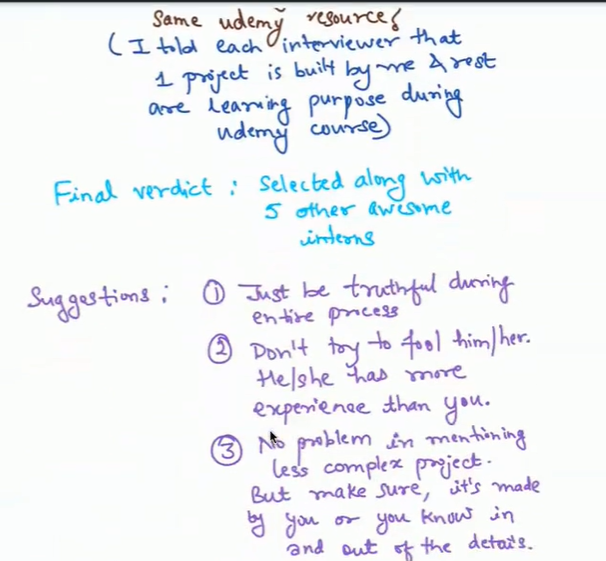 Same udemy resource{
( I told each interviewer that
1 project is built by me & rest
are learning purpose during
udemy course)
Final verdict : Selected along with
5 other awesome
interns
Suggestions : ① Just be truthful during
entire process
② Don't try to fool him/her.
He/she has more
experience than you.
③ No problem in mentioning
less complex project.
But make sure, it's made
by you or you know in
and out of the details.